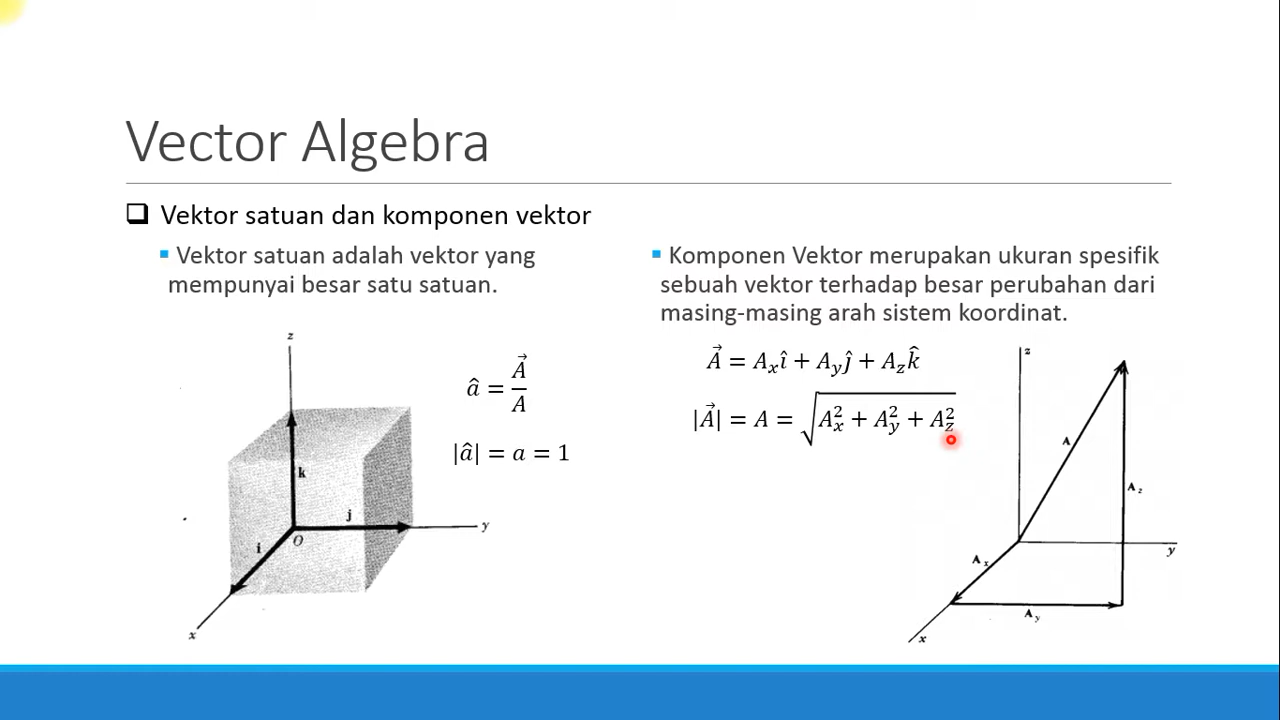 Vector Algebra
❑ Vektor satuan dan komponen vektor
▪ Vektor satuan adalah vektor yang
mempunyai besar satu satuan.
z
k
j
i
O
y
x
â = A⃗/A
|â| = a = 1
▪ Komponen Vektor merupakan ukuran spesifik
sebuah vektor terhadap besar perubahan dari
masing-masing arah sistem koordinat.
A⃗ = Aₓî + A_yĵ + A_zk̂
|A⃗| = A = √(A_x² + A_y² + A_z²)
z
A
A_z
y
A_x
A_y
x